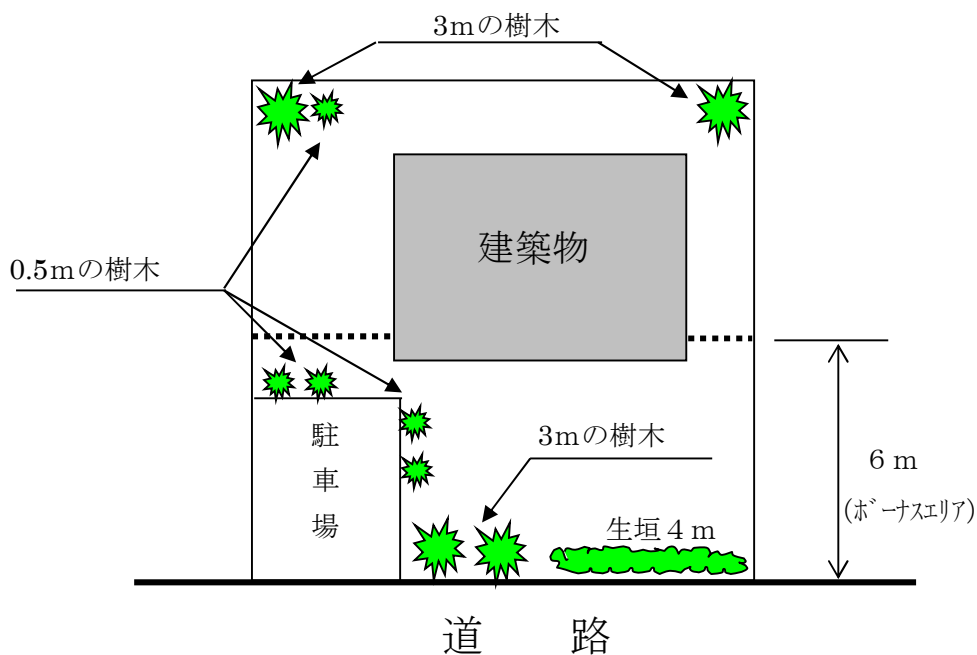 3mの樹木
建築物
0.5mの樹木
駐
車
場
3mの樹木
6 m
(ﾎﾞｰﾅｽｴﾘｱ)
生垣4m
道 路